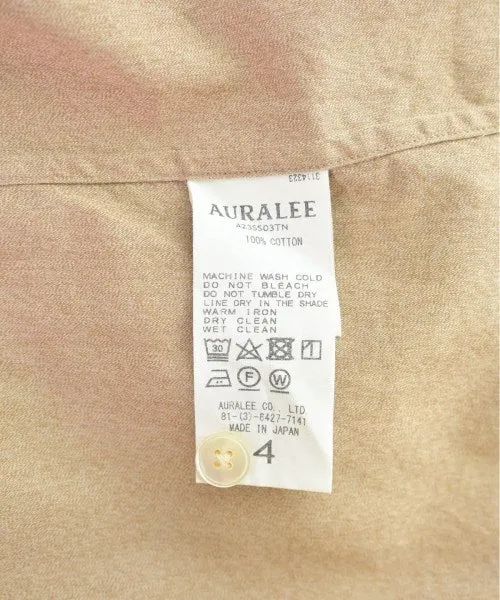 3114323
AURALEE
A23SS03TN
100% COTTON
MACHINE WASH COLD
DO NOT BLEACH
DO NOT TUMBLE DRY
LINE DRY IN THE SHADE
WARM IRON
DRY CLEAN
WET CLEAN
30
F W
AURALEE CO., LTD
81-(3)-6427-7141
MADE IN JAPAN
4